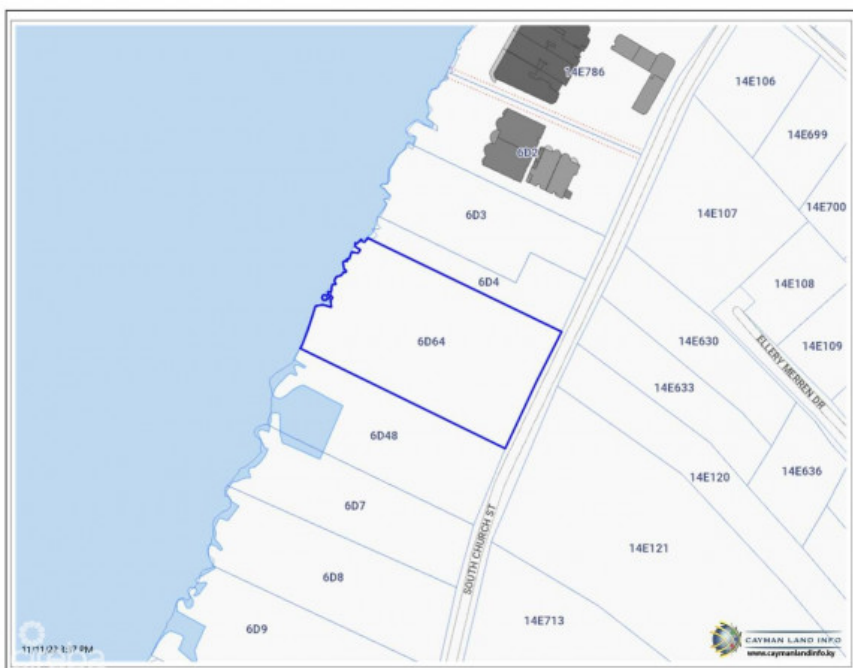 14E786
14E106
14E699
6D2
14E700
6D3
14E107
6D4
14E108
6D64
14E630
14E109
ELLERY MERREN DR
14E633
6D48
14E120
14E636
6D7
SOUTH CHURCH ST
14E121
6D8
14E713
6D9
CAYMAN LAND INFO
www.caymanlandinfo.ky